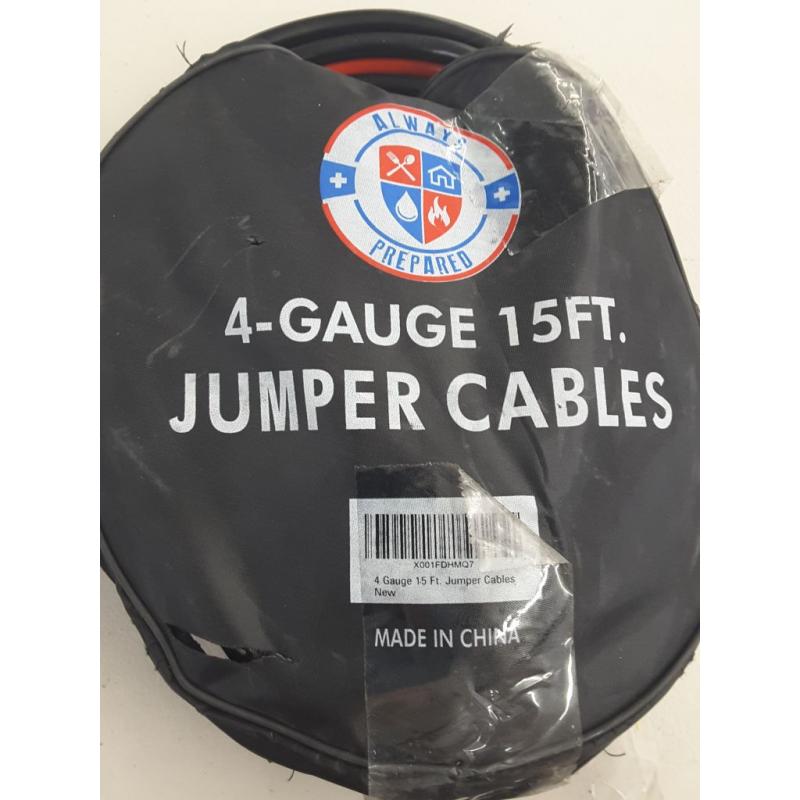 ALWAYS
PREPARED
4-GAUGE 15FT.
JUMPER CABLES
X001FDHMQ7
4 Gauge 15 Ft. Jumper Cables
New
MADE IN CHINA